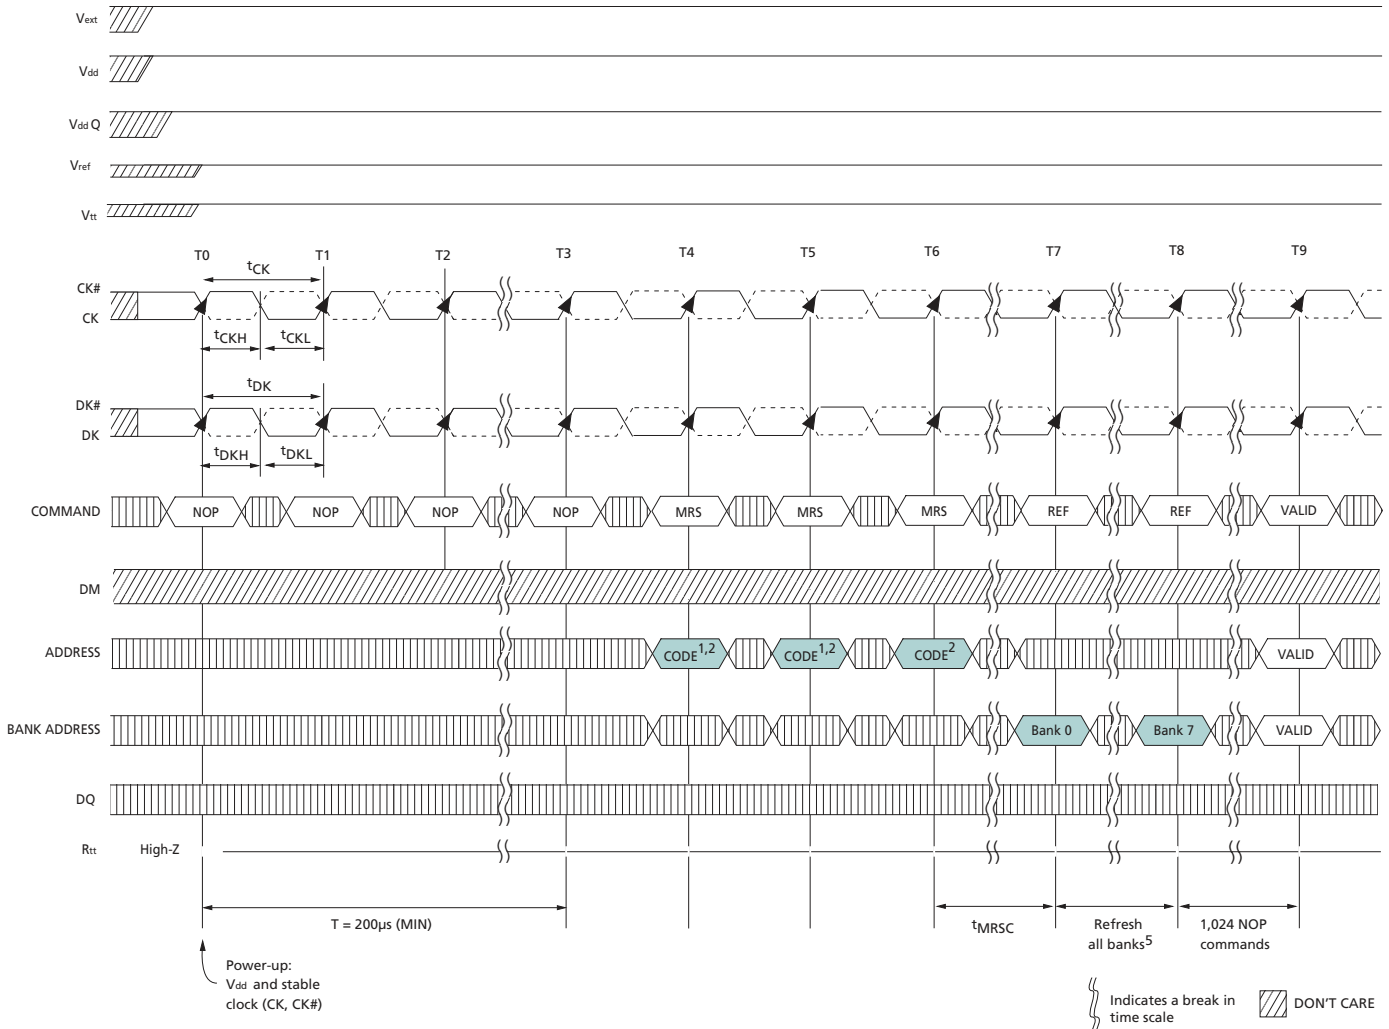 Vext
Vdd
Vdd Q
Vref
Vtt
T0 T1 T2 T3 T4 T5 T6 T7 T8 T9
tCK
CK#
CK
tCKH tCKL
tDK
DK#
DK
tDKH tDKL
COMMAND NOP NOP NOP NOP MRS MRS MRS REF REF VALID
DM
ADDRESS CODE1,2 CODE1,2 CODE2 VALID
BANK ADDRESS Bank 0 Bank 7 VALID
DQ
Rtt High-Z
T = 200µs (MIN) tMRSC Refresh 1,024 NOP
all banks5 commands
Power-up:
Vdd and stable
clock (CK, CK#)
Indicates a break in
time scale
DON'T CARE